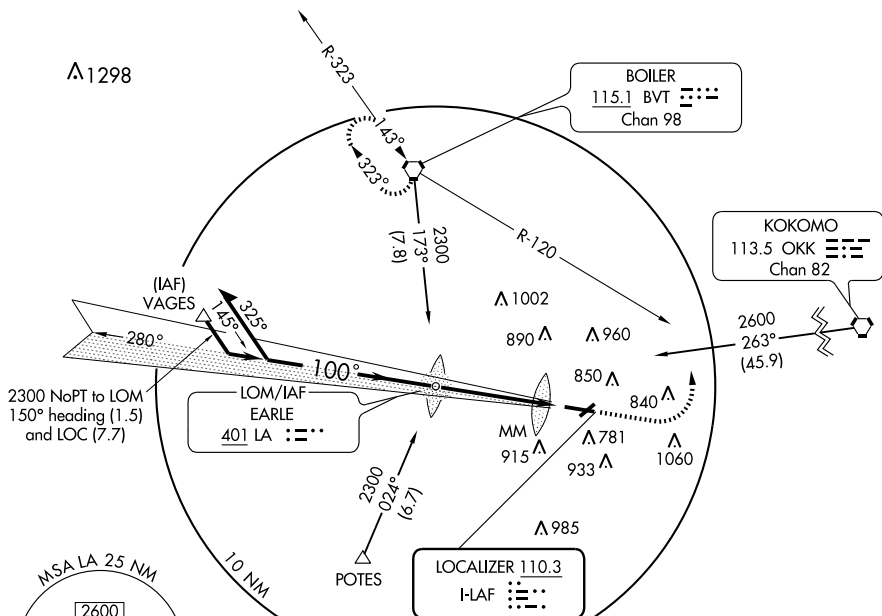 1298
R-323
BOILER
115.1 BVT
Chan 98
143°
323°
2300
173°
(7.8)
R-120
KOKOMO
113.5 OKK
Chan 82
(IAF)
VAGES
325°
145°
1002
890
960
2600
263°
(45.9)
280°
100°
850
840
2300 NoPT to LOM
150° heading (1.5)
and LOC (7.7)
LOM/IAF
EARLE
401 LA
MM
915
781
933
1060
2300
024°
(6.7)
985
POTES
10 NM
LOCALIZER 110.3
I-LAF
MSA LA 25 NM
2600